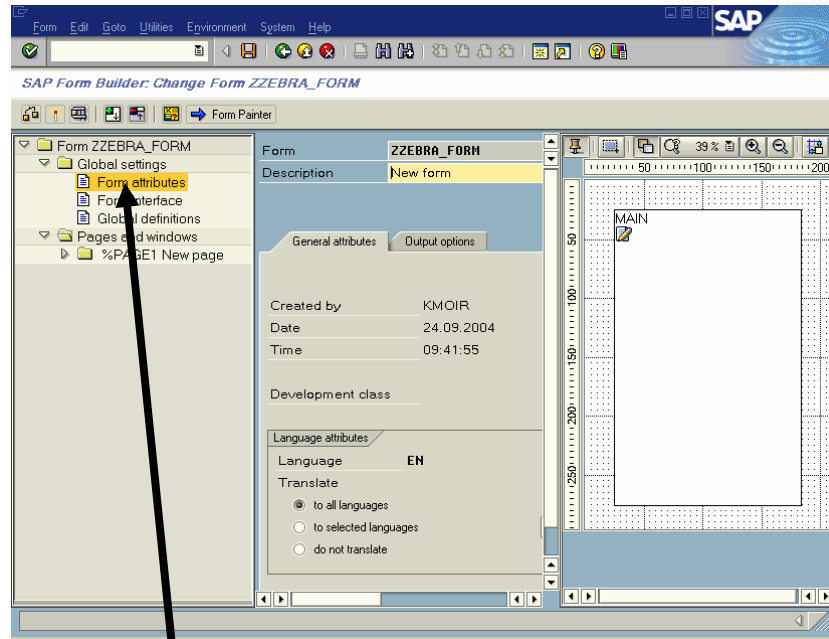 Form Edit Goto Utilities Environment System Help
SAP
SAP Form Builder: Change Form ZZEBRA_FORM
Form Painter
Form ZZEBRA_FORM
Global settings
Form attributes
Form interface
Global definitions
Pages and windows
%PAGE1 New page
Form ZZEBRA_FORM
Description New form
General attributes Output options
Created by KMOIR
Date 24.09.2004
Time 09:41:55
Development class
Language attributes
Language EN
Translate
to all languages
to selected languages
do not translate
39 %
50 100 150 200
MAIN
50
100
150
200
250